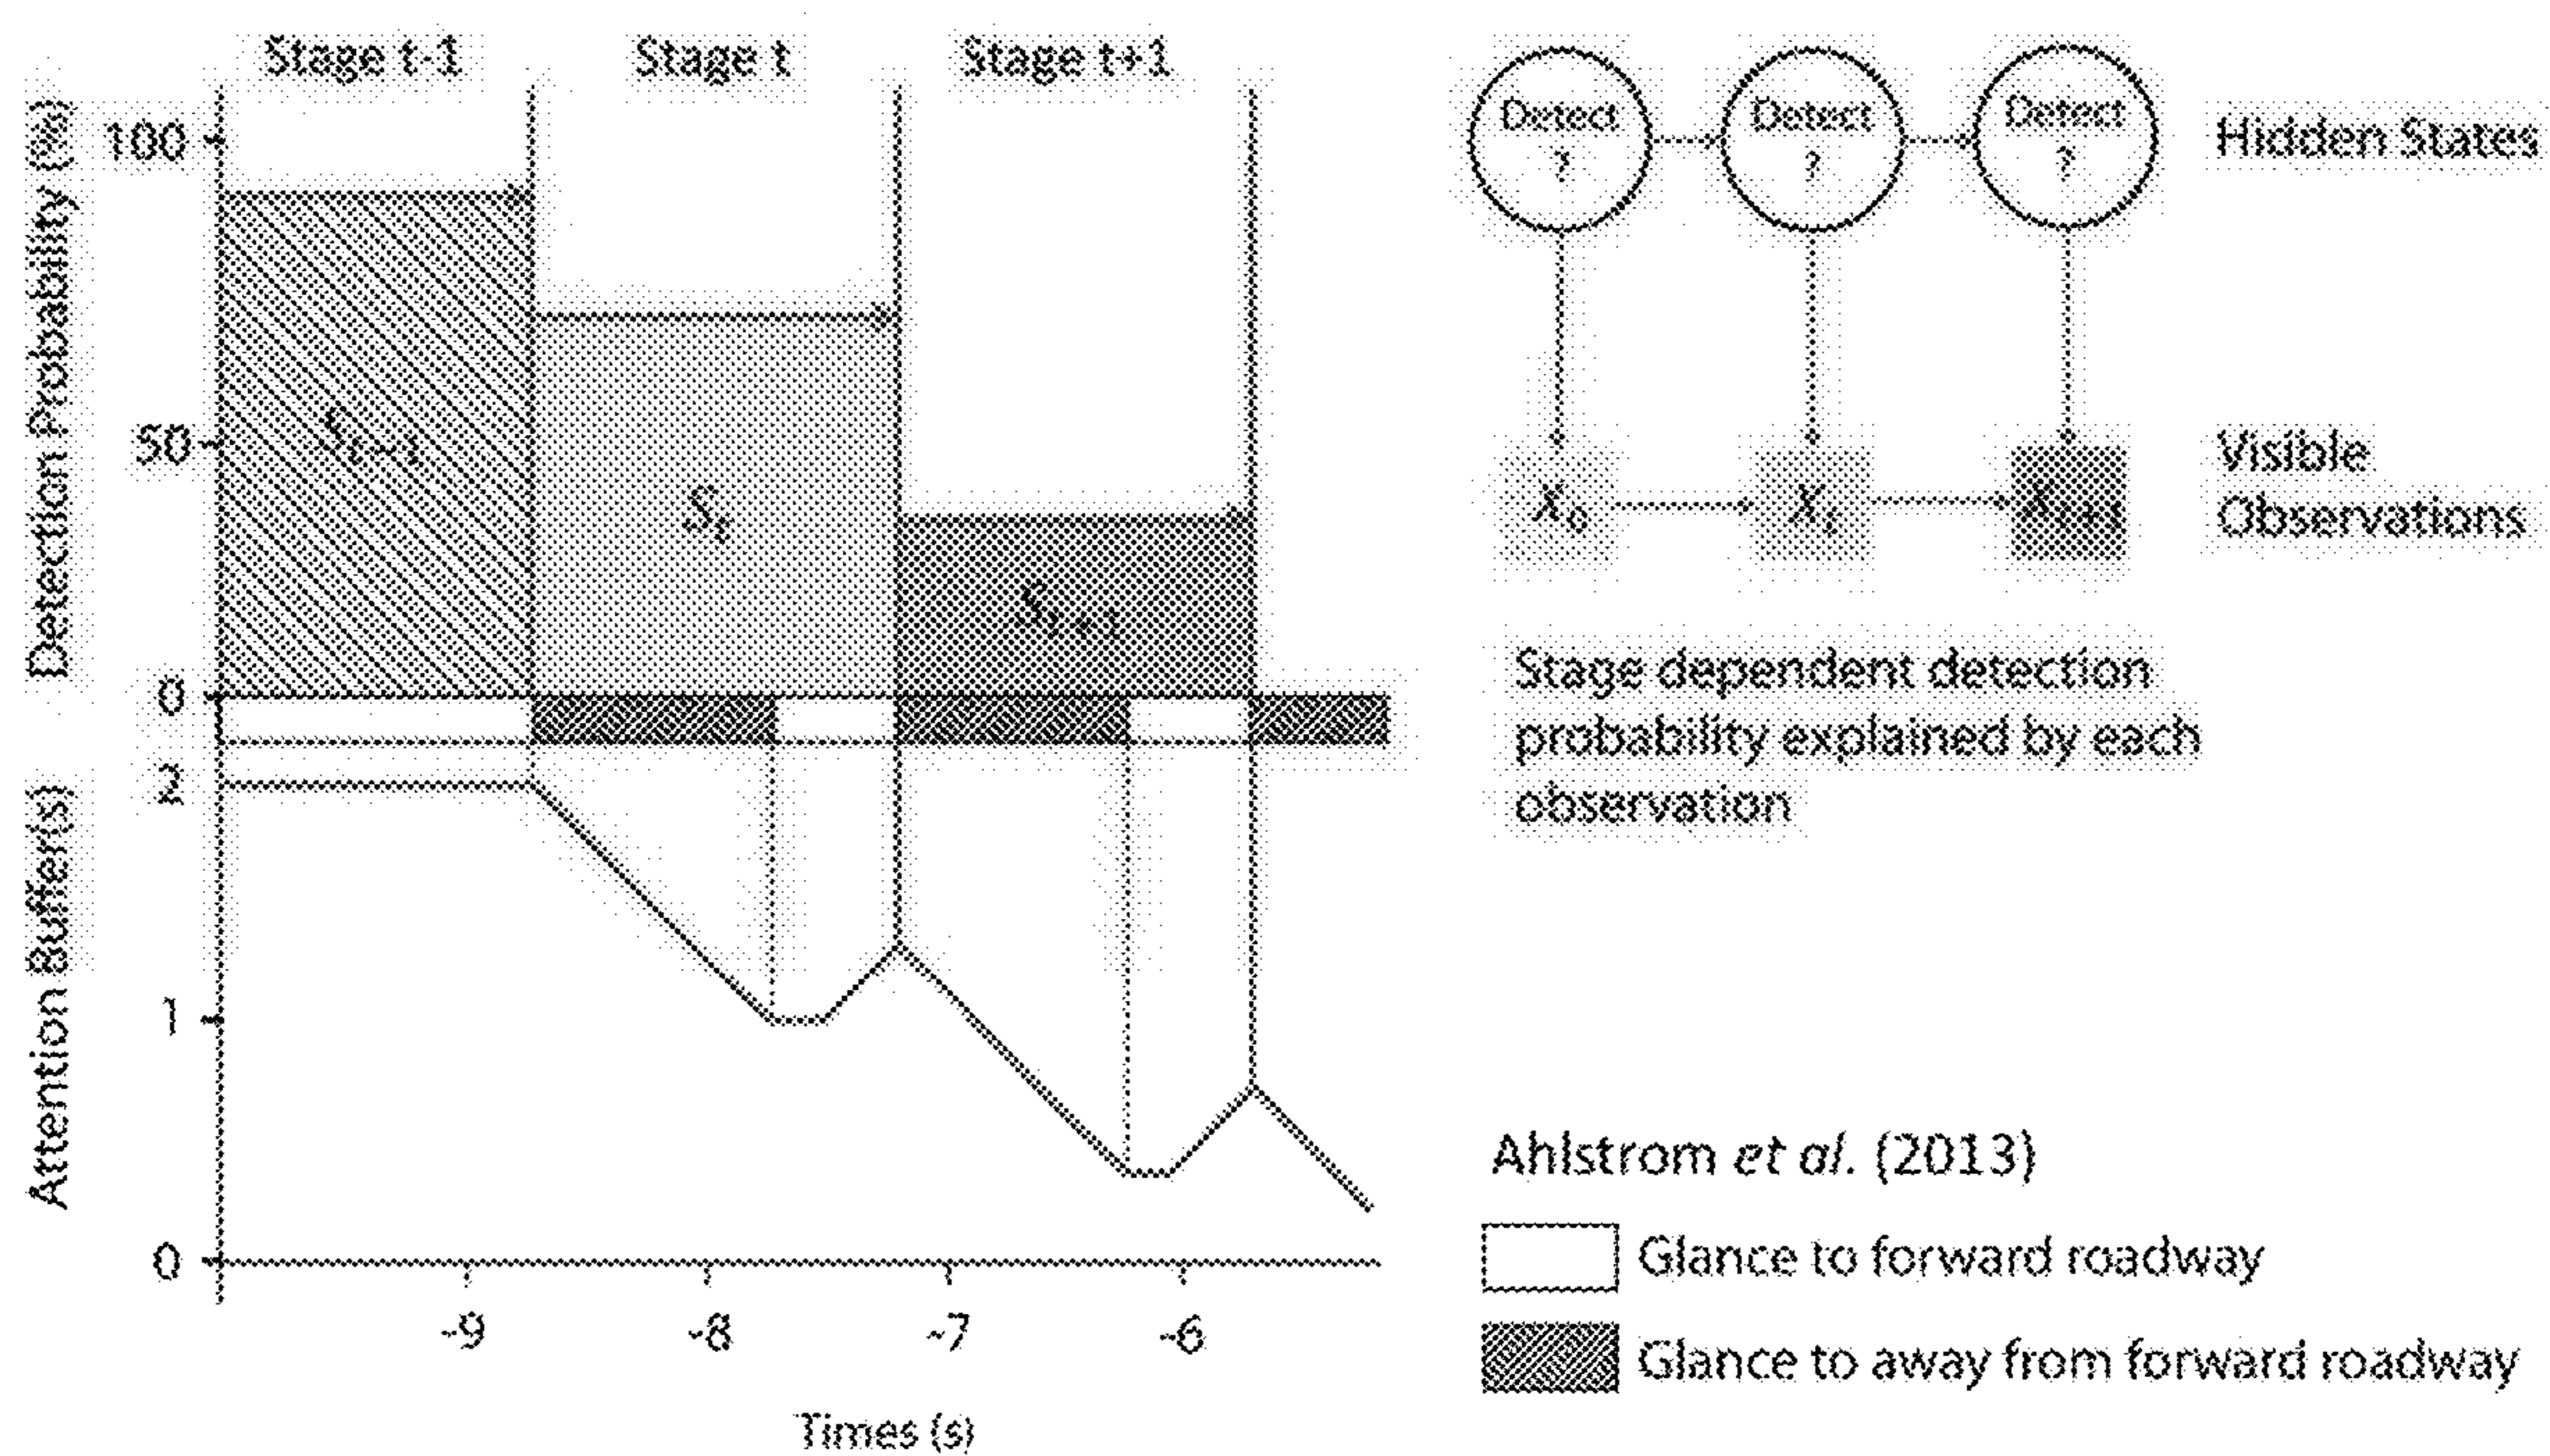 Stage t-1
Stage t
Stage t+1
Detection Probability (%)
100
50
0
S_{t-1}
S_t
S_{t+1}
Attention Buffer(s)
2
1
0
-9
-8
-7
-6
Times (s)
Detect
?
Detect
?
Detect
?
Hidden States
X_0
X_t
X_{t+1}
Visible
Observations
Stage dependent detection
probability explained by each
observation
Ahlstrom et al. (2013)
Glance to forward roadway
Glance to away from forward roadway